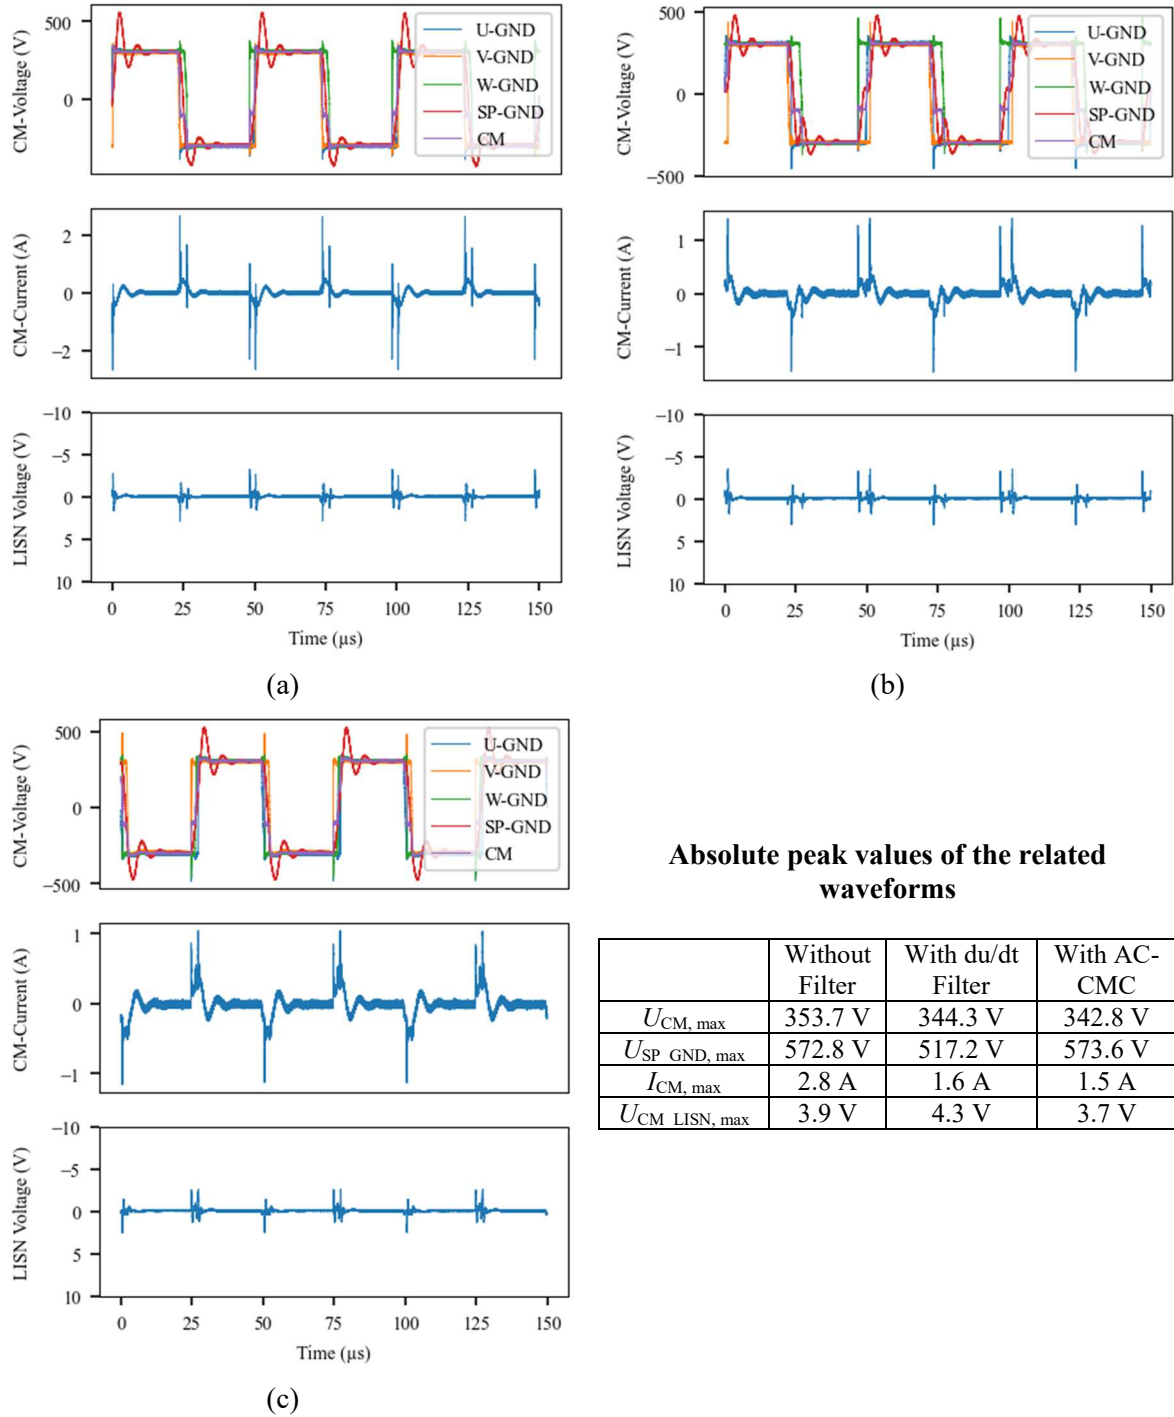 500
0
CM-Voltage (V)
U-GND
V-GND
W-GND
SP-GND
CM
2
0
−2
CM-Current (A)
−10
−5
0
5
10
LISN Voltage (V)
0 25 50 75 100 125 150
Time (µs)
(a)
500
0
−500
CM-Voltage (V)
U-GND
V-GND
W-GND
SP-GND
CM
1
0
−1
CM-Current (A)
−10
−5
0
5
10
LISN Voltage (V)
0 25 50 75 100 125 150
Time (µs)
(b)
500
0
−500
CM-Voltage (V)
U-GND
V-GND
W-GND
SP-GND
CM
1
0
−1
CM-Current (A)
−10
−5
0
5
10
LISN Voltage (V)
0 25 50 75 100 125 150
Time (µs)
(c)
Absolute peak values of the related
waveforms
Without Filter With du/dt Filter With AC-CMC
U CM, max 353.7 V 344.3 V 342.8 V
U SP_GND, max 572.8 V 517.2 V 573.6 V
I CM, max 2.8 A 1.6 A 1.5 A
U CM_LISN, max 3.9 V 4.3 V 3.7 V